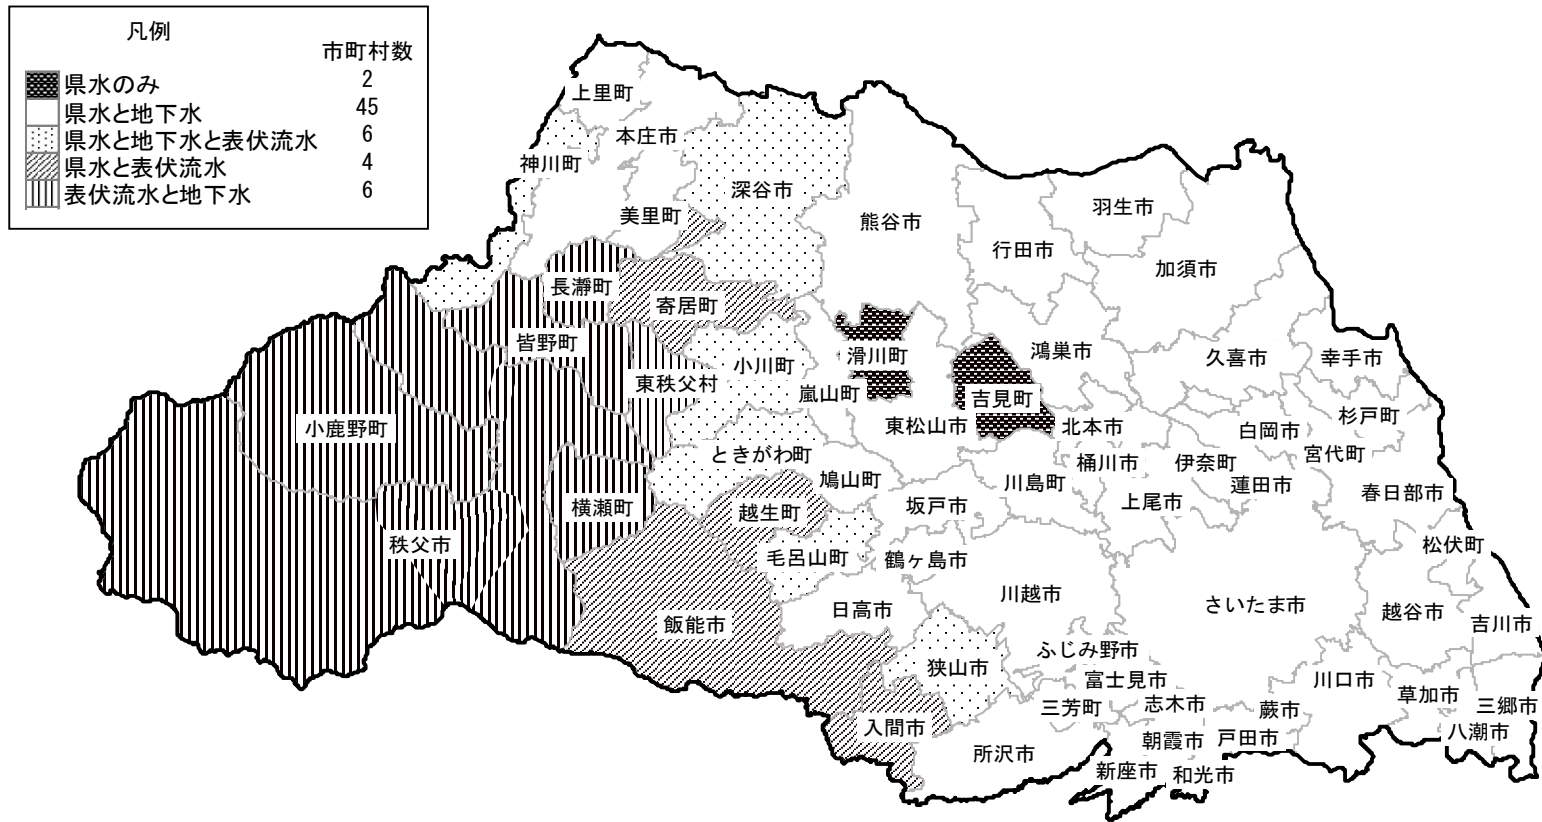 凡例
市町村数
県水のみ 2
県水と地下水 45
県水と地下水と表伏流水 6
県水と表伏流水 4
表伏流水と地下水 6
上里町
本庄市
神川町
深谷市
美里町
熊谷市
羽生市
行田市
加須市
長瀞町
寄居町
皆野町
小川町
滑川町
鴻巣市
久喜市
幸手市
東秩父村
嵐山町
吉見町
小鹿野町
東松山市
北本市
白岡市
杉戸町
ときがわ町
桶川市
伊奈町
宮代町
鳩山町
川島町
蓮田市
春日部市
横瀬町
越生町
坂戸市
上尾市
秩父市
毛呂山町
鶴ヶ島市
松伏町
川越市
さいたま市
日高市
越谷市
飯能市
吉川市
ふじみ野市
狭山市
富士見市
川口市
草加市
三芳町
志木市
蕨市
三郷市
入間市
朝霞市
戸田市
八潮市
所沢市
新座市
和光市